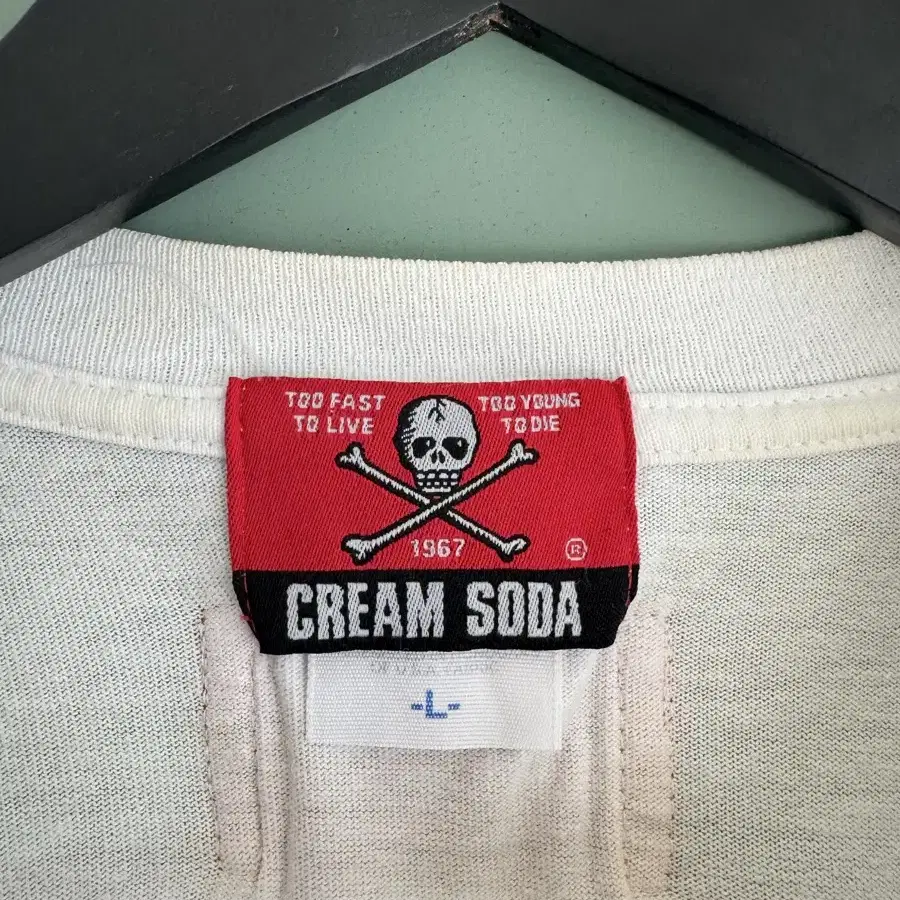 TOO FAST
TO LIVE
TOO YOUNG
TO DIE
1967
®
CREAM SODA
-L-